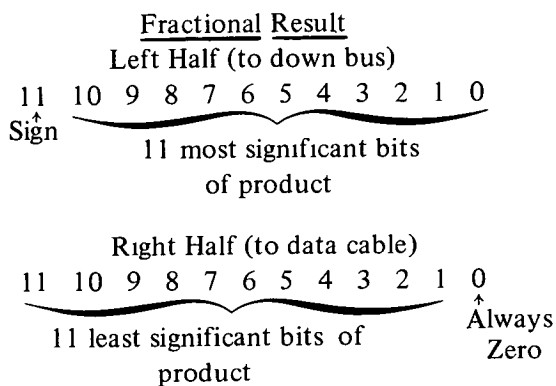 Fractional Result
Left Half (to down bus)
11 10 9 8 7 6 5 4 3 2 1 0
Sign
11 most significant bits
of product
Right Half (to data cable)
11 10 9 8 7 6 5 4 3 2 1 0
11 least significant bits of
product
Always
Zero